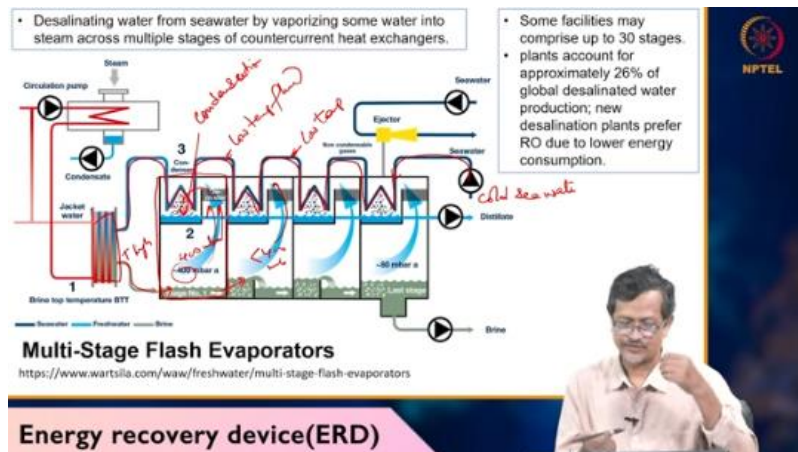 • Desalinating water from seawater by vaporizing some water into
steam across multiple stages of countercurrent heat exchangers.
• Some facilities may
comprise up to 30 stages.
• plants account for
approximately 26% of
global desalinated water
production; new
desalination plants prefer
RO due to lower energy
consumption.
NPTEL
Steam
Circulation pump
Condensate
Jacket
water
T high
1
Brine top temperature BTT
condensation
low temp
low temp
3
Con-
denser
2
~400 mbar a
Non condensable
gases
Ejector
Seawater
Seawater
cold sea water
Distillate
~80 mbar a
Last stage
Brine
Seawater
Freshwater
Brine
Multi-Stage Flash Evaporators
https://www.wartsila.com/waw/freshwater/multi-stage-flash-evaporators
Energy recovery device(ERD)